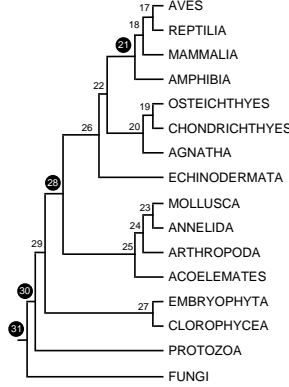 17 AVES
18 REPTILIA
21 MAMMALIA
AMPHIBIA
22
19 OSTEICHTHYES
20 CHONDRICHTHYES
AGNATHA
26
ECHINODERMATA
28
23 MOLLUSCA
24 ANNELIDA
25 ARTHROPODA
ACOELEMATES
29
27 EMBRYOPHYTA
CLOROPHYCEA
30
PROTOZOA
31
FUNGI